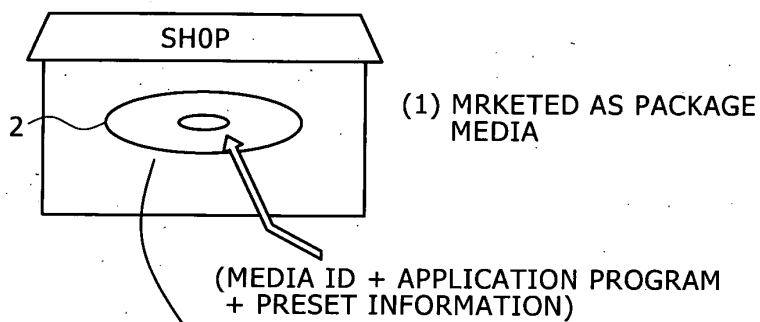 SHOP
2
(1) MRKETED AS PACKAGE
MEDIA
(MEDIA ID + APPLICATION PROGRAM
+ PRESET INFORMATION)